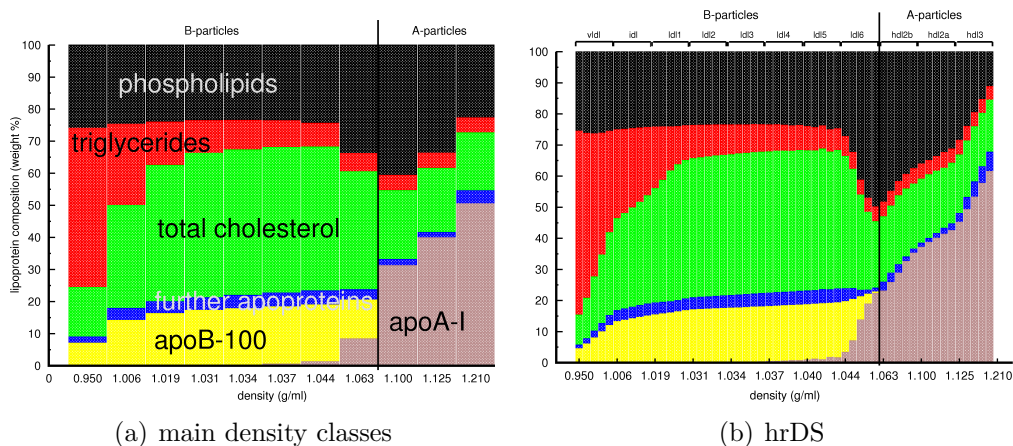 B-particles
A-particles
100
90
80
70
60
50
40
30
20
10
0
lipoprotein composition (weight %)
phospholipids
triglycerides
total cholesterol
further apoproteins
apoB-100
apoA-I
0 0.950 1.006 1.019 1.031 1.034 1.037 1.044 1.063 1.100 1.125 1.210
density (g/ml)
(a) main density classes
B-particles
A-particles
vldl idl ldl1 ldl2 ldl3 ldl4 ldl5 ldl6 hdl2b hdl2a hdl3
100
90
80
70
60
50
40
30
20
10
0
0.950 1.006 1.019 1.031 1.034 1.037 1.044 1.063 1.100 1.125 1.210
density (g/ml)
(b) hrDS